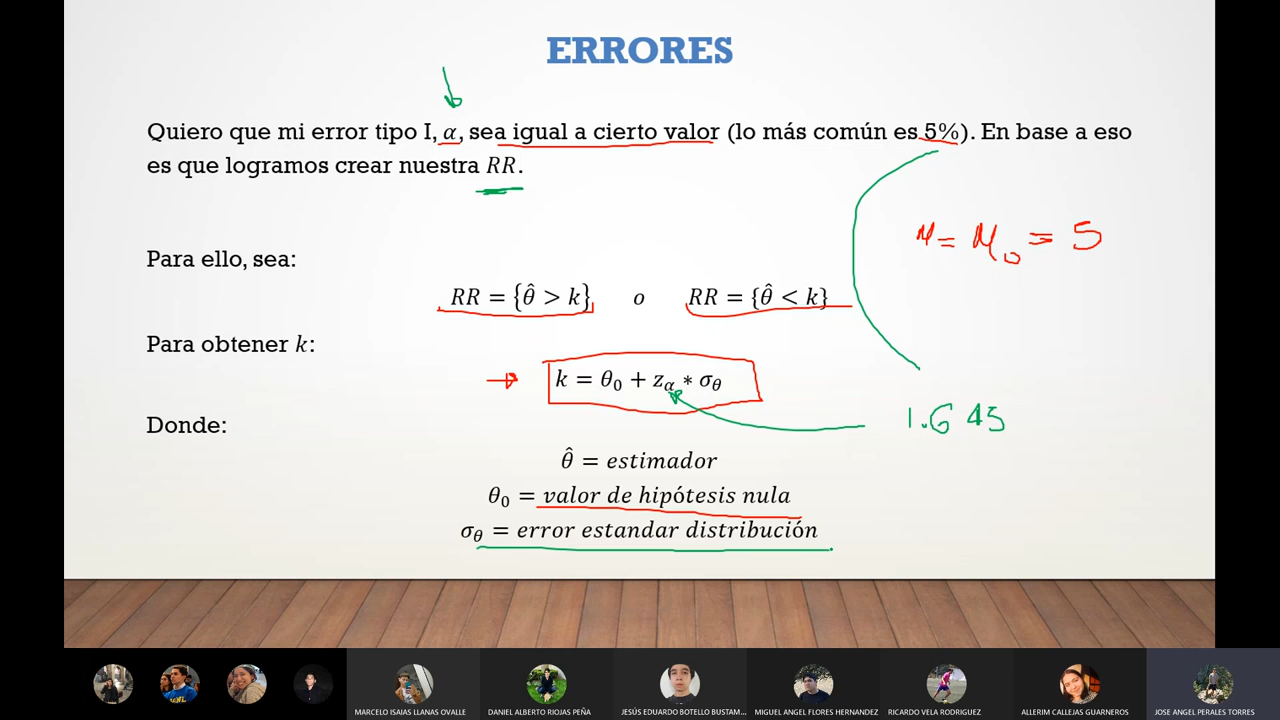 ERRORES
Quiero que mi error tipo I, α, sea igual a cierto valor (lo más común es 5%). En base a eso
es que logramos crear nuestra RR.
μ = μ₀ = 5
Para ello, sea:
RR = {θ̂ > k} o RR = {θ̂ < k}
Para obtener k:
k = θ₀ + z_α * σ_θ
1.645
Donde:
θ̂ = estimador
θ₀ = valor de hipótesis nula
σ_θ = error estandar distribución
MARCELO ISAIAS LLANAS OVALLE
DANIEL ALBERTO RIOJAS PEÑA
JESÚS EDUARDO BOTELLO BUSTAM...
MIGUEL ANGEL FLORES HERNANDEZ
RICARDO VELA RODRIGUEZ
ALLERIM CALLEJAS GUARNEROS
JOSE ANGEL PERALES TORRES